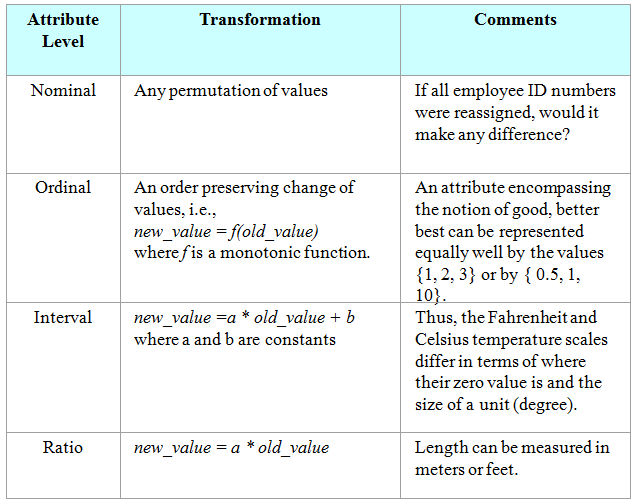 Attribute
Level
Transformation
Comments
Nominal
Any permutation of values
If all employee ID numbers
were reassigned, would it
make any difference?
Ordinal
An order preserving change of
values, i.e.,
new_value = f(old_value)
where f is a monotonic function.
An attribute encompassing
the notion of good, better
best can be represented
equally well by the values
{1, 2, 3} or by { 0.5, 1,
10}.
Interval
new_value =a * old_value + b
where a and b are constants
Thus, the Fahrenheit and
Celsius temperature scales
differ in terms of where
their zero value is and the
size of a unit (degree).
Ratio
new_value = a * old_value
Length can be measured in
meters or feet.